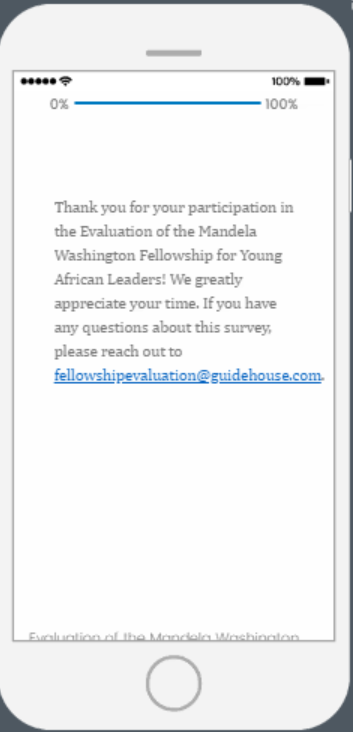 100%
0% 100%
Thank you for your participation in
the Evaluation of the Mandela
Washington Fellowship for Young
African Leaders! We greatly
appreciate your time. If you have
any questions about this survey,
please reach out to
fellowshipevaluation@guidehouse.com.
Evaluation of the Mandela Washington